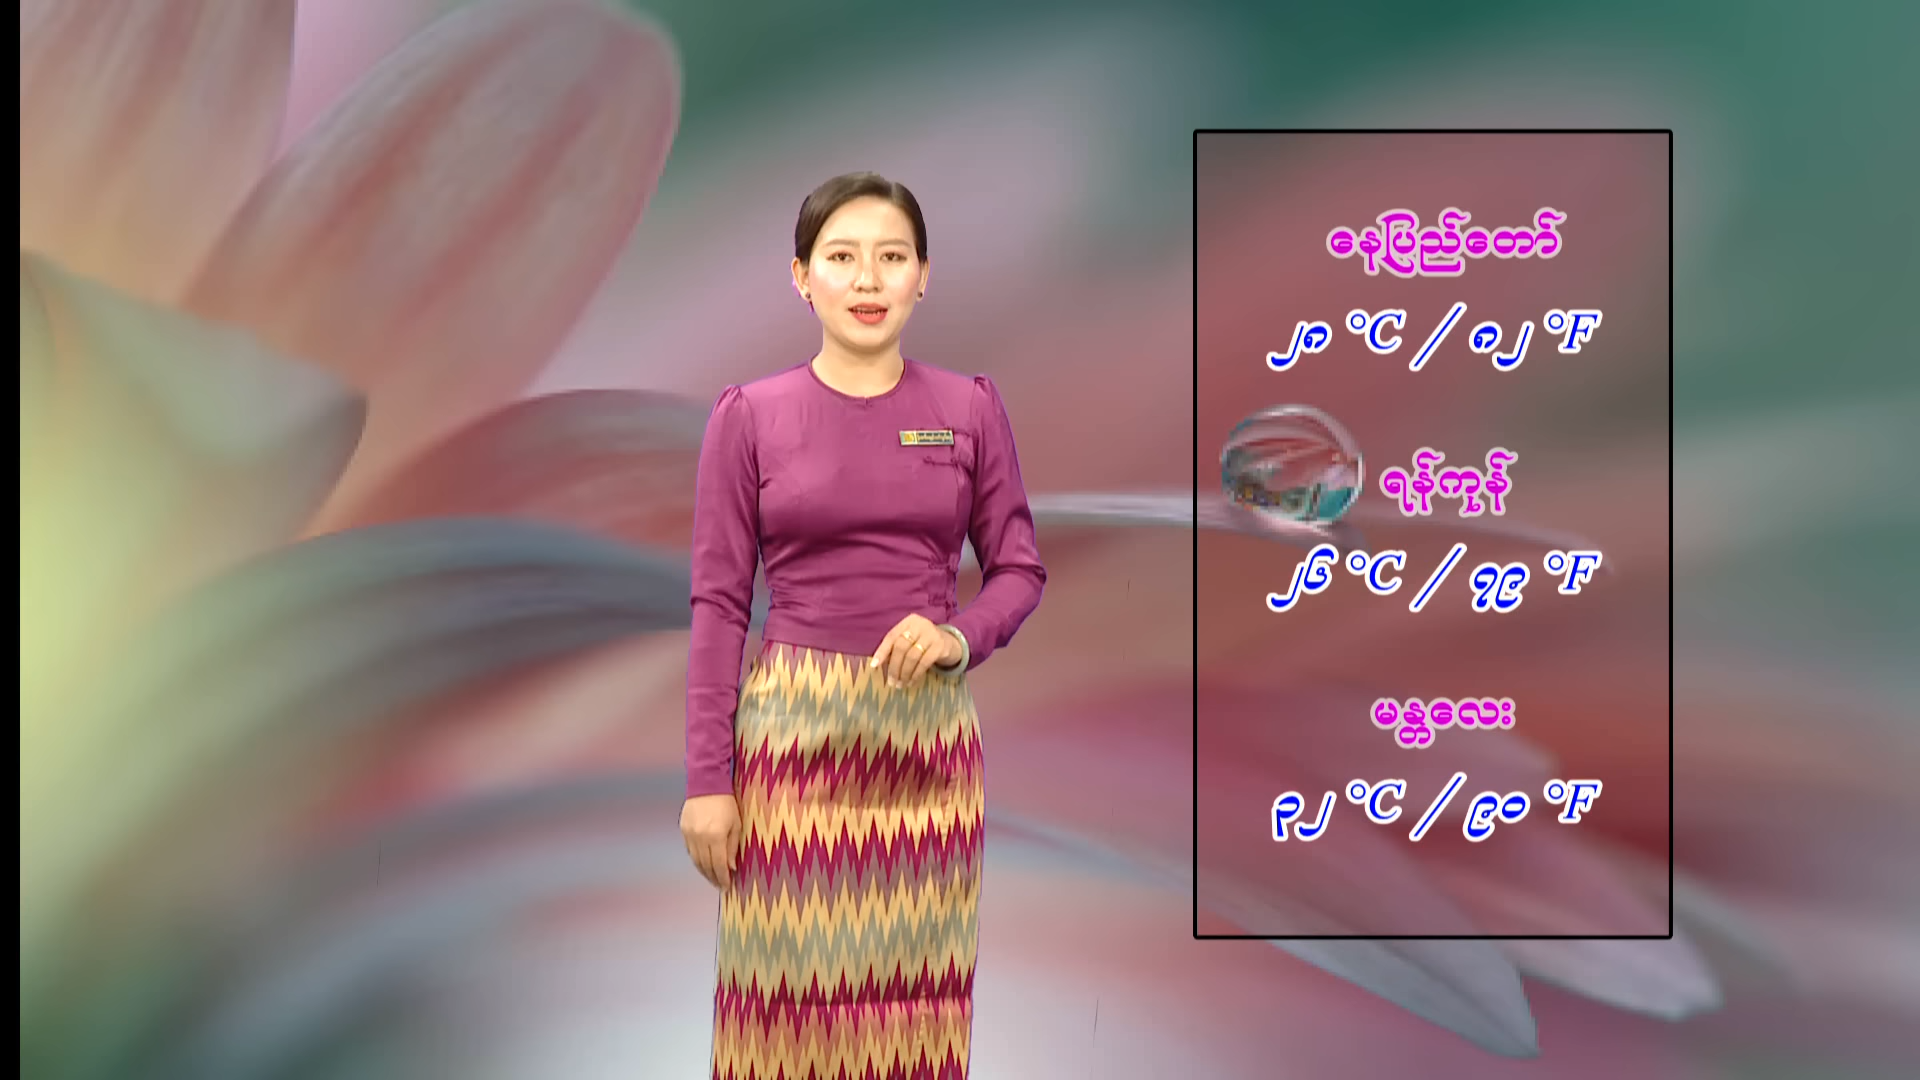 နေပြည်တော်
၂၈ °C / ၈၂ °F
ရန်ကုန်
၂၆ °C / ၇၉ °F
မန္တလေး
၃၂ °C / ၉၀ °F